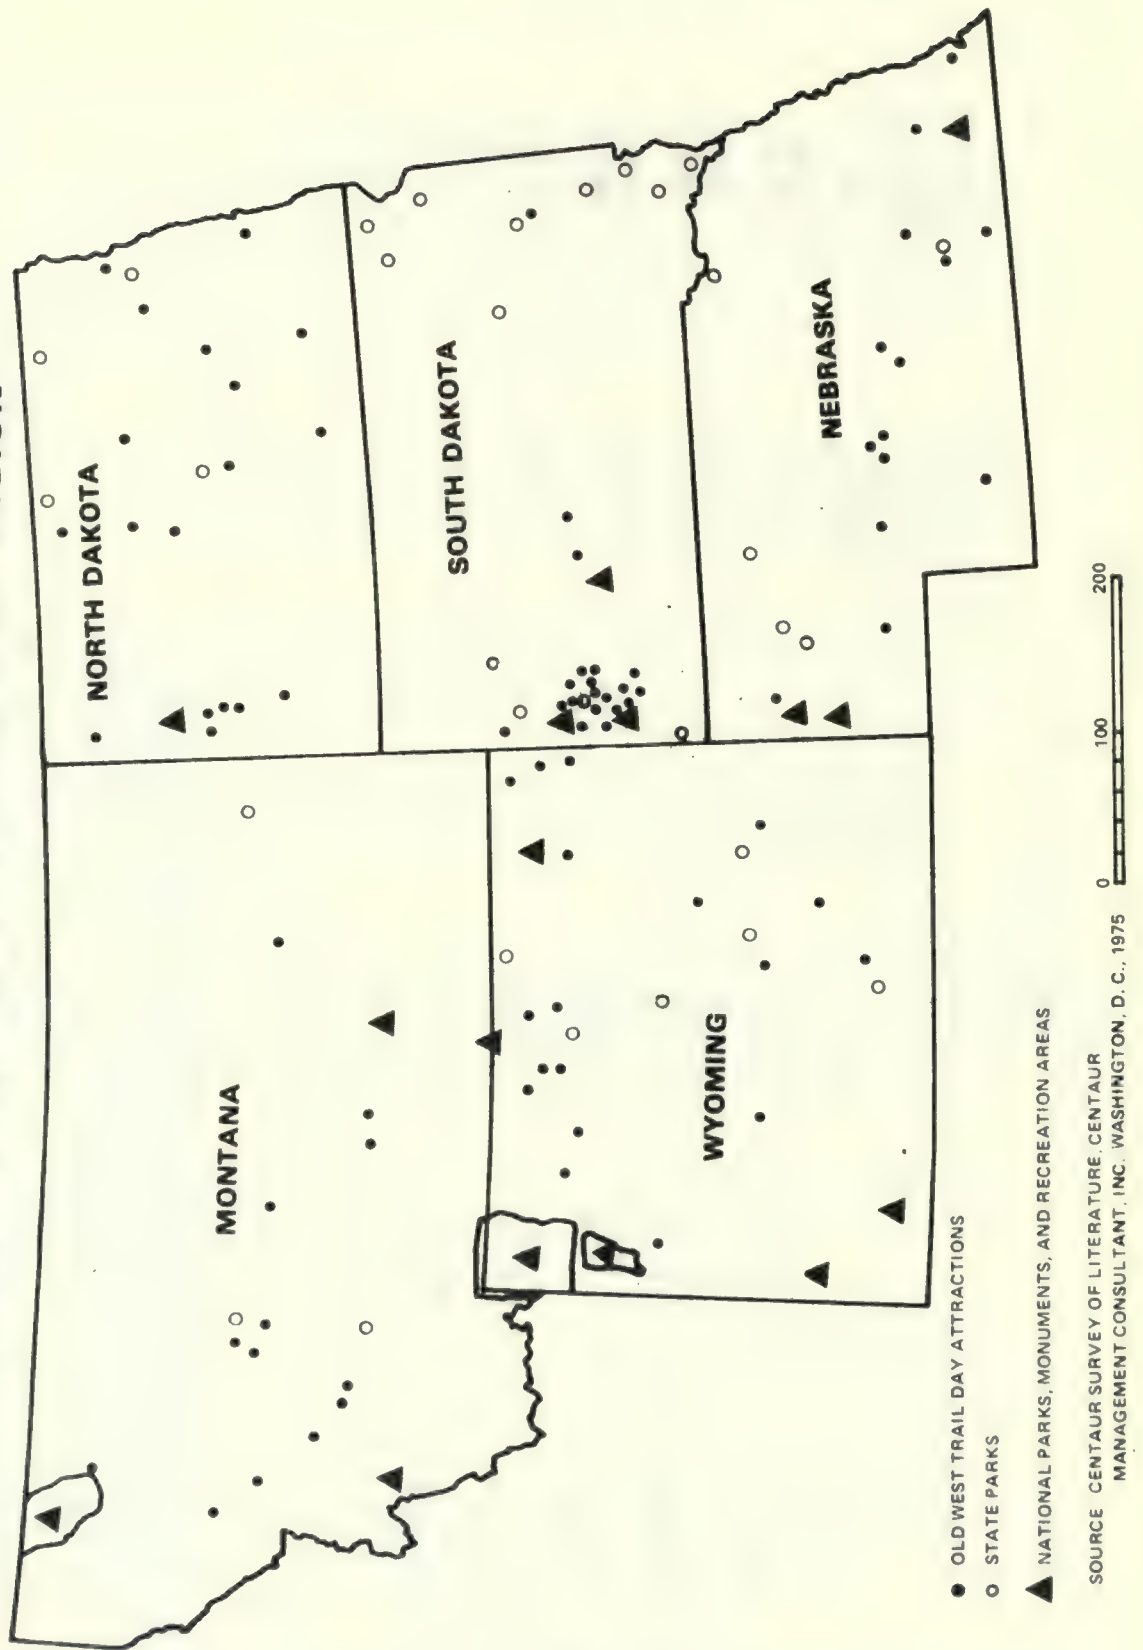 NORTH DAKOTA
MONTANA
SOUTH DAKOTA
WYOMING
NEBRASKA
● OLD WEST TRAIL DAY ATTRACTIONS
○ STATE PARKS
▲ NATIONAL PARKS, MONUMENTS, AND RECREATION AREAS
0 100 200
SOURCE CENTAUR SURVEY OF LITERATURE, CENTAUR
MANAGEMENT CONSULTANT, INC. WASHINGTON, D. C., 1975